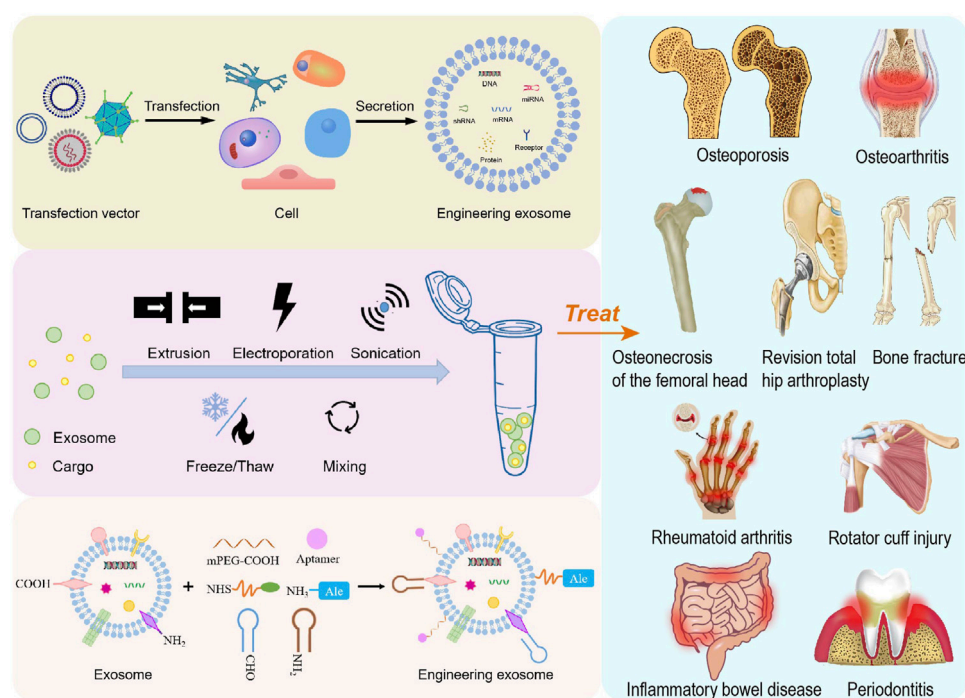 Transfection
Secretion
DNA
miRNA
shRNA
mRNA
Protein
Receptor
Transfection vector
Cell
Engineering exosome
Extrusion
Electroporation
Sonication
Exosome
Cargo
Freeze/Thaw
Mixing
COOH
NH₂
Exosome
+
mPEG-COOH
Aptamer
NHS
NH₃
Ale
CHO
NH₂
Ale
Engineering exosome
Treat
Osteoporosis
Osteoarthritis
Osteonecrosis
of the femoral head
Revision total
hip arthroplasty
Bone fracture
Rheumatoid arthritis
Rotator cuff injury
Inflammatory bowel disease
Periodontitis